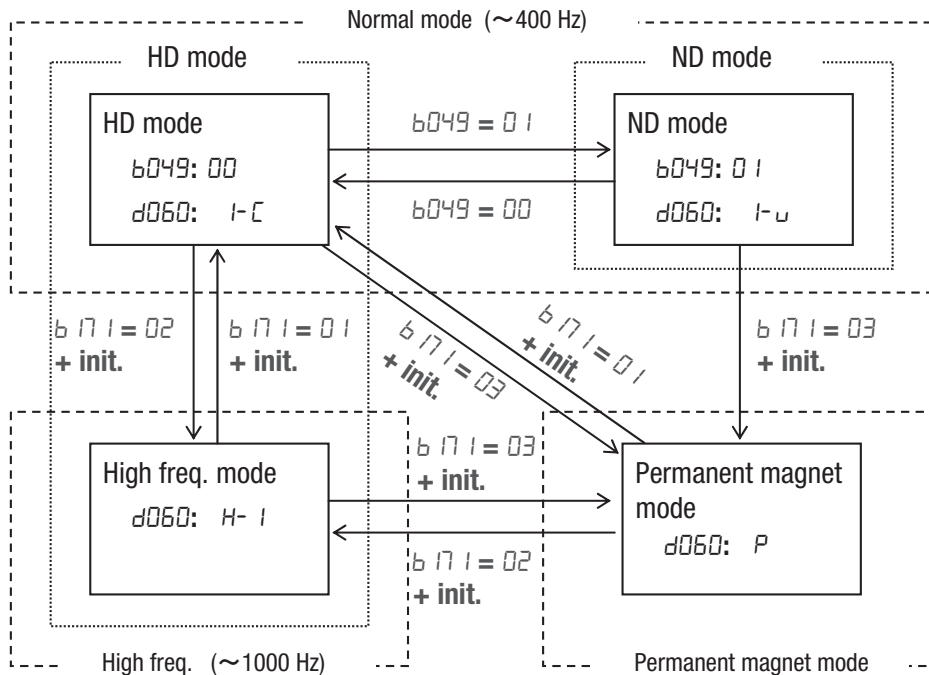 Normal mode (~400 Hz)
HD mode
ND mode
HD mode
b049: 00
d060: I-C
b049 = 01
b049 = 00
ND mode
b049: 01
d060: I-u
b171 = 02
+ init.
b171 = 01
+ init.
b171 = 03
+ init.
b171 = 01
+ init.
b171 = 03
+ init.
High freq. mode
d060: H-I
b171 = 03
+ init.
b171 = 02
+ init.
Permanent magnet
mode
d060: P
High freq. (~1000 Hz)
Permanent magnet mode